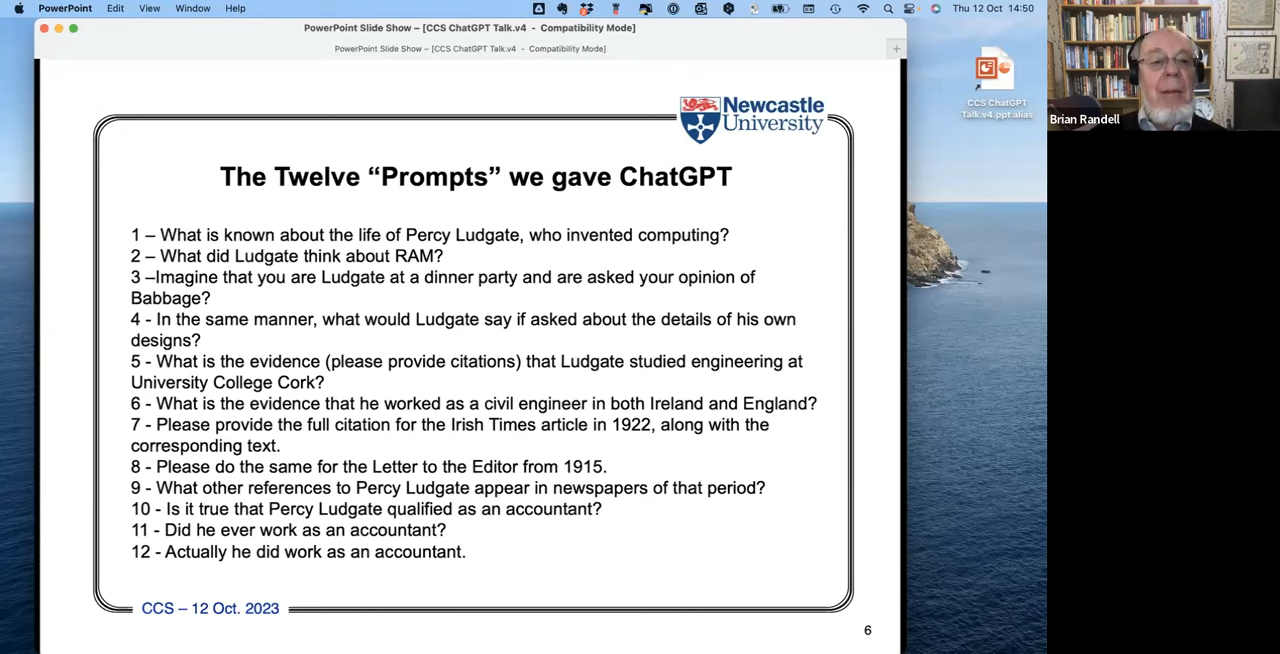 PowerPoint Edit View Window Help
Thu 12 Oct 14:50
PowerPoint Slide Show – [CCS ChatGPT Talk.v4 - Compatibility Mode]
PowerPoint Slide Show – [CCS ChatGPT Talk.v4 - Compatibility Mode]
CCS ChatGPT
Talk.v4.ppt alias
Brian Randell
Newcastle
University
The Twelve “Prompts” we gave ChatGPT
1 – What is known about the life of Percy Ludgate, who invented computing?
2 – What did Ludgate think about RAM?
3 –Imagine that you are Ludgate at a dinner party and are asked your opinion of
Babbage?
4 - In the same manner, what would Ludgate say if asked about the details of his own
designs?
5 - What is the evidence (please provide citations) that Ludgate studied engineering at
University College Cork?
6 - What is the evidence that he worked as a civil engineer in both Ireland and England?
7 - Please provide the full citation for the Irish Times article in 1922, along with the
corresponding text.
8 - Please do the same for the Letter to the Editor from 1915.
9 - What other references to Percy Ludgate appear in newspapers of that period?
10 - Is it true that Percy Ludgate qualified as an accountant?
11 - Did he ever work as an accountant?
12 - Actually he did work as an accountant.
CCS – 12 Oct. 2023
6